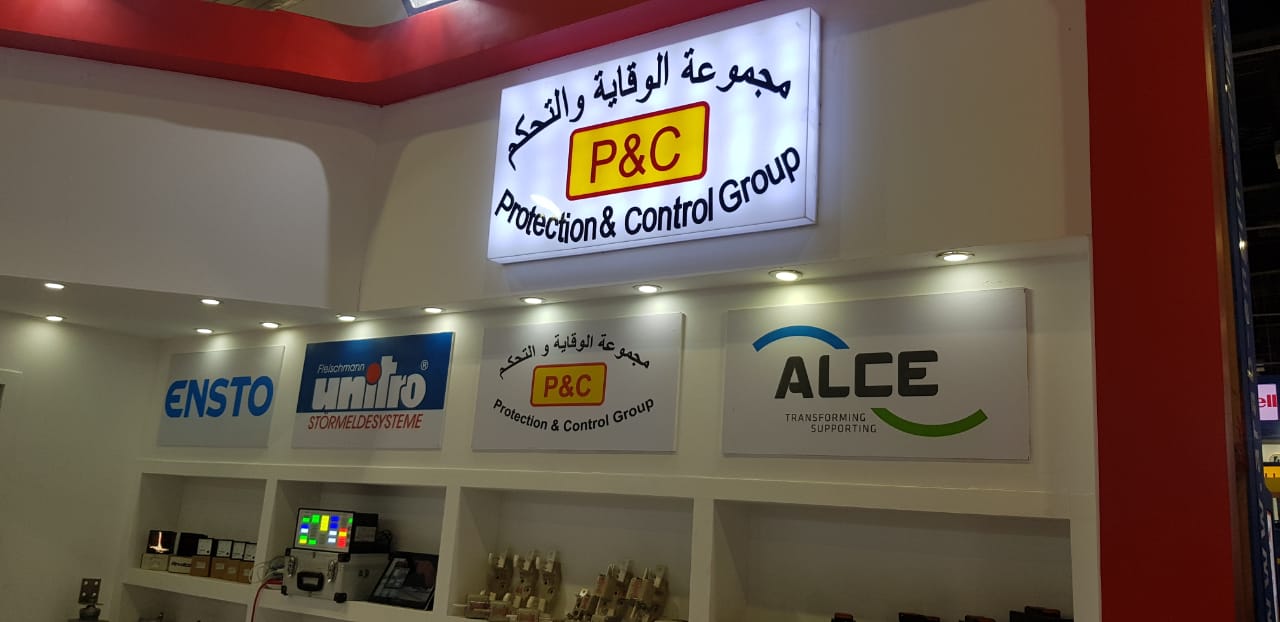 مجموعة الوقاية والتحكم
P&C
Protection & Control Group
ENSTO
Fleischmann
unitro®
STÖRMELDESYSTEME
مجموعة الوقاية و التحكم
P&C
Protection & Control Group
ALCE
TRANSFORMING
SUPPORTING
ell